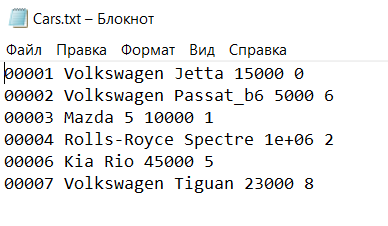 Cars.txt – Блокнот
Файл Правка Формат Вид Справка
00001 Volkswagen Jetta 15000 0
00002 Volkswagen Passat_b6 5000 6
00003 Mazda 5 10000 1
00004 Rolls-Royce Spectre 1e+06 2
00006 Kia Rio 45000 5
00007 Volkswagen Tiguan 23000 8